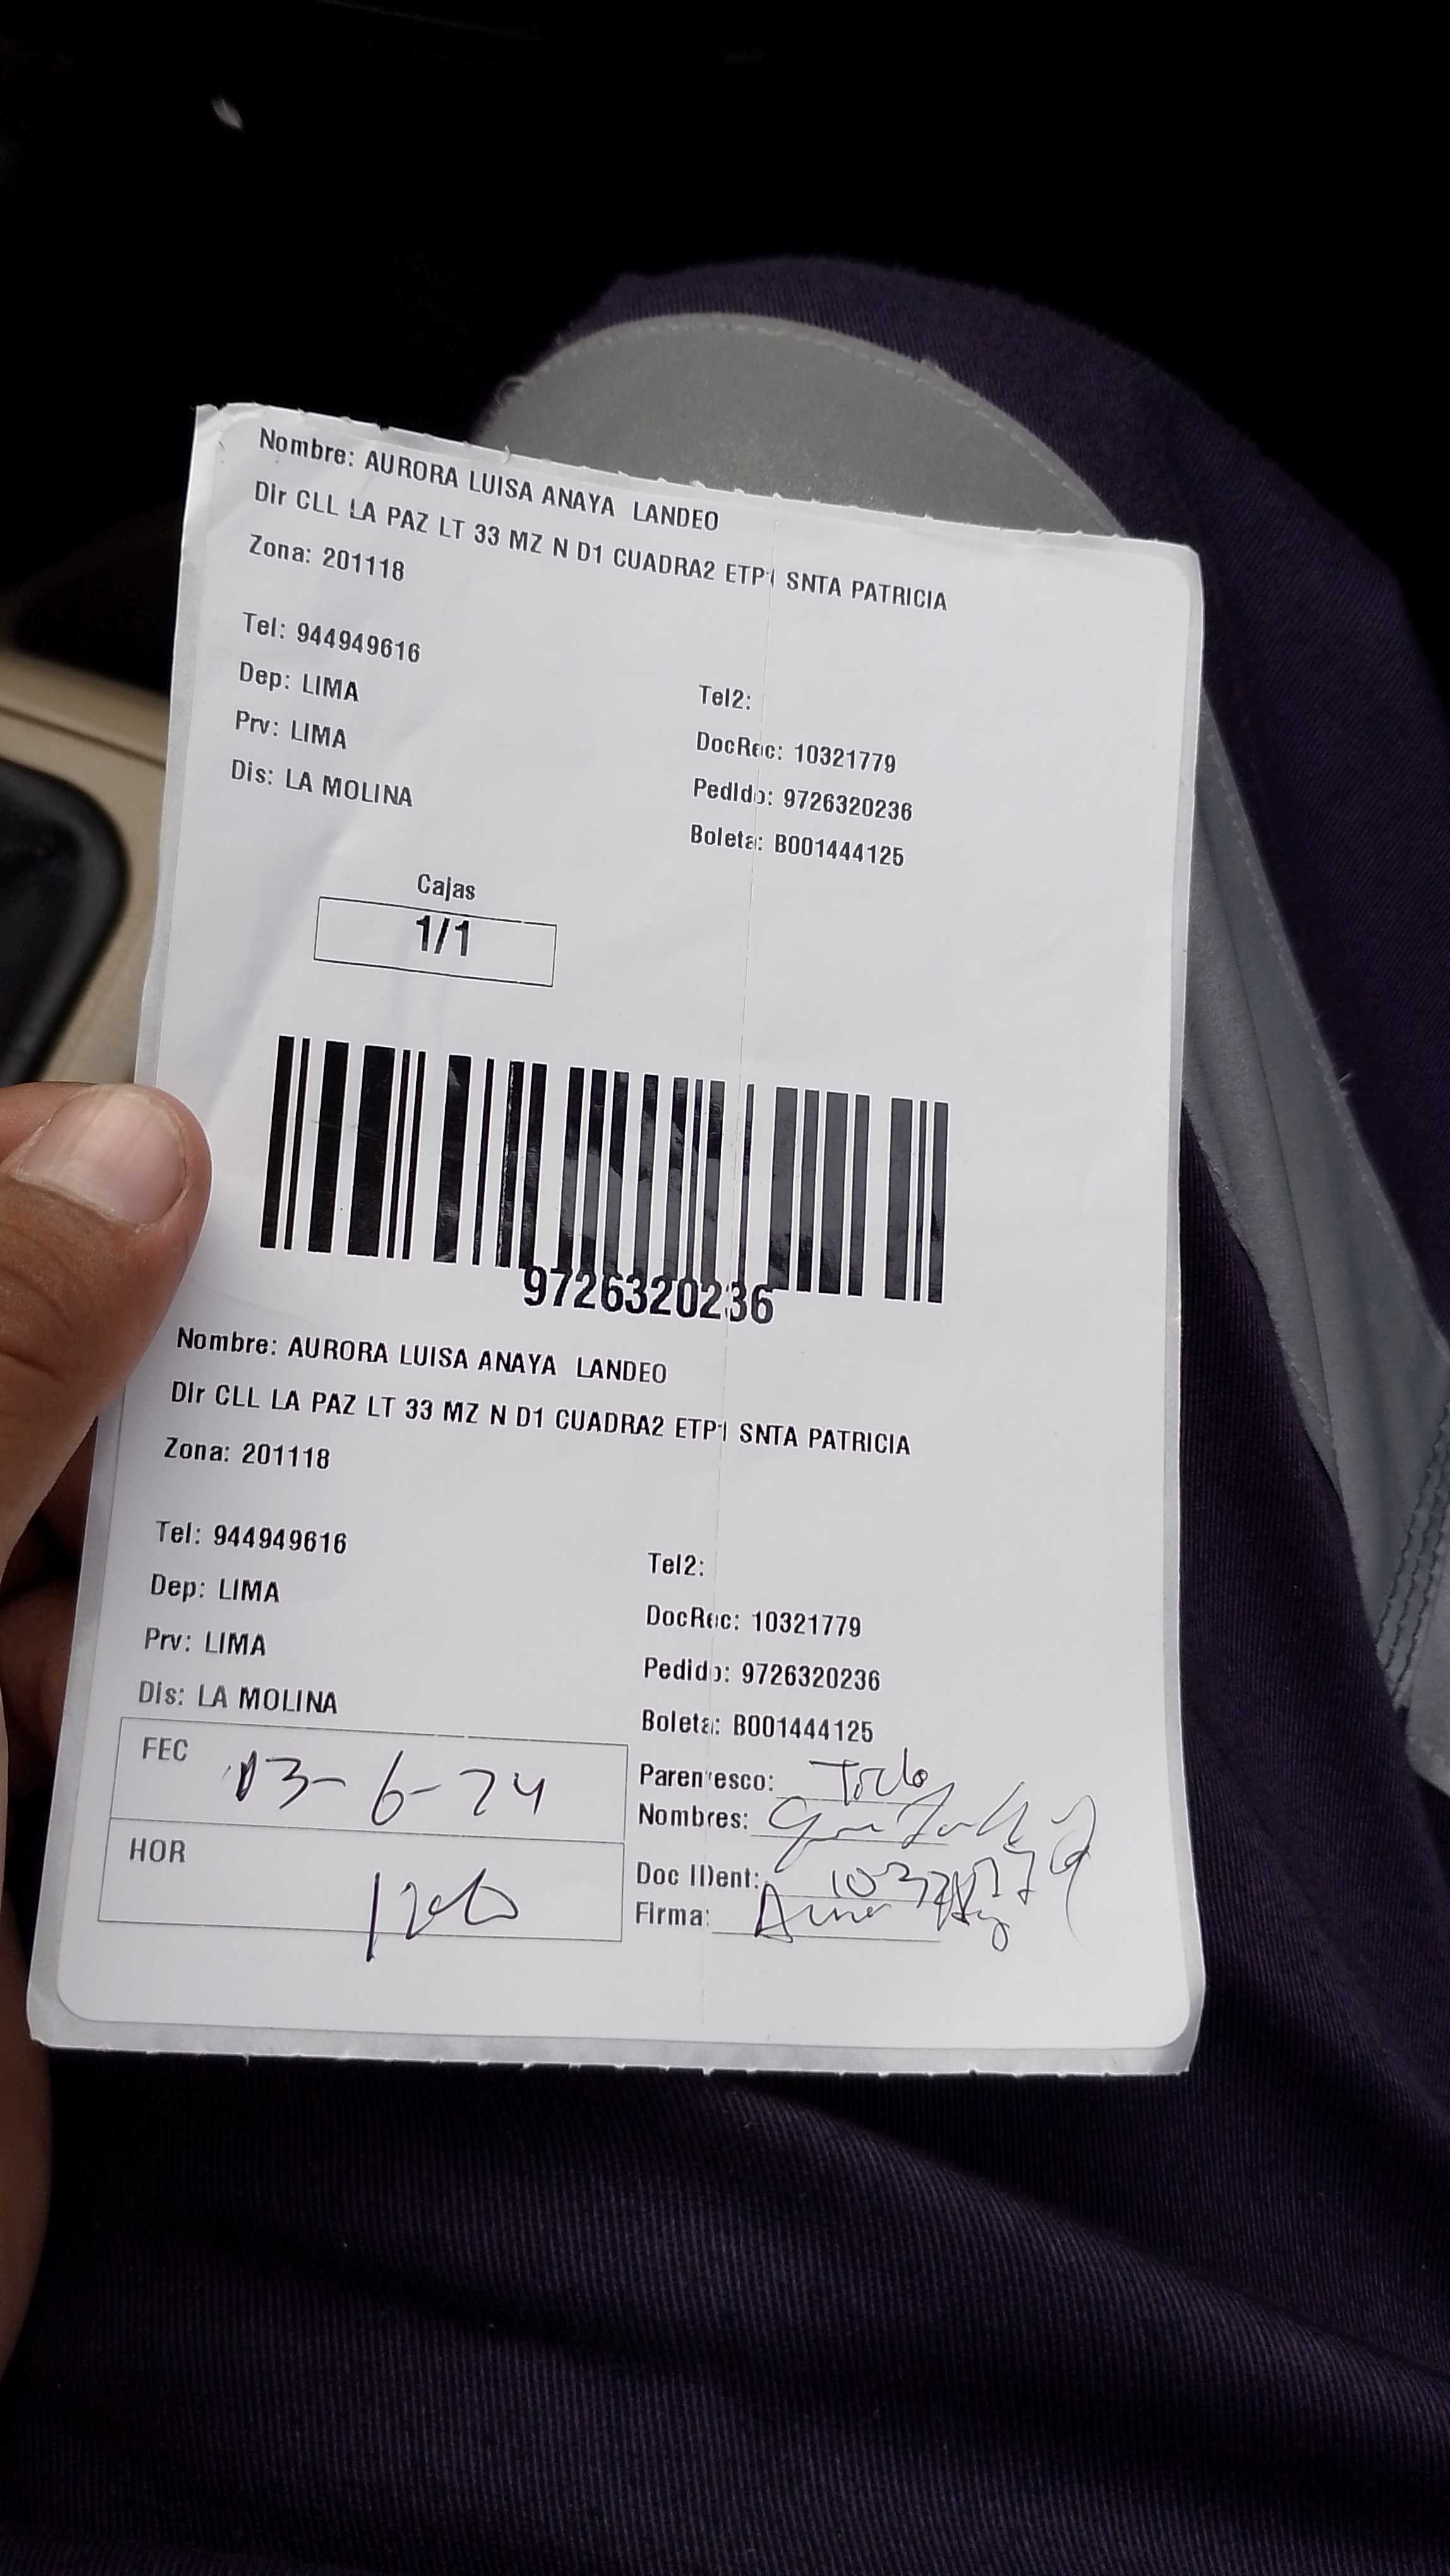 Nombre: AURORA LUISA ANAYA LANDEO
Dir CLL LA PAZ LT 33 MZ N D1 CUADRA2 ETP1 SNTA PATRICIA
Zona: 201118
Tel: 944949616
Tel2:
Dep: LIMA
DocRec: 10321779
Prv: LIMA
Pedido: 9726320236
Dis: LA MOLINA
Boleta: B001444125
Cajas
1/1
9726320236
Nombre: AURORA LUISA ANAYA LANDEO
Dir CLL LA PAZ LT 33 MZ N D1 CUADRA2 ETP1 SNTA PATRICIA
Zona: 201118
Tel: 944949616
Tel2:
Dep: LIMA
DocRec: 10321779
Prv: LIMA
Pedido: 9726320236
Dis: LA MOLINA
Boleta: B001444125
FEC 13-6-24
Parentesco:
Nombres:
HOR
Doc IDent:
Firma: